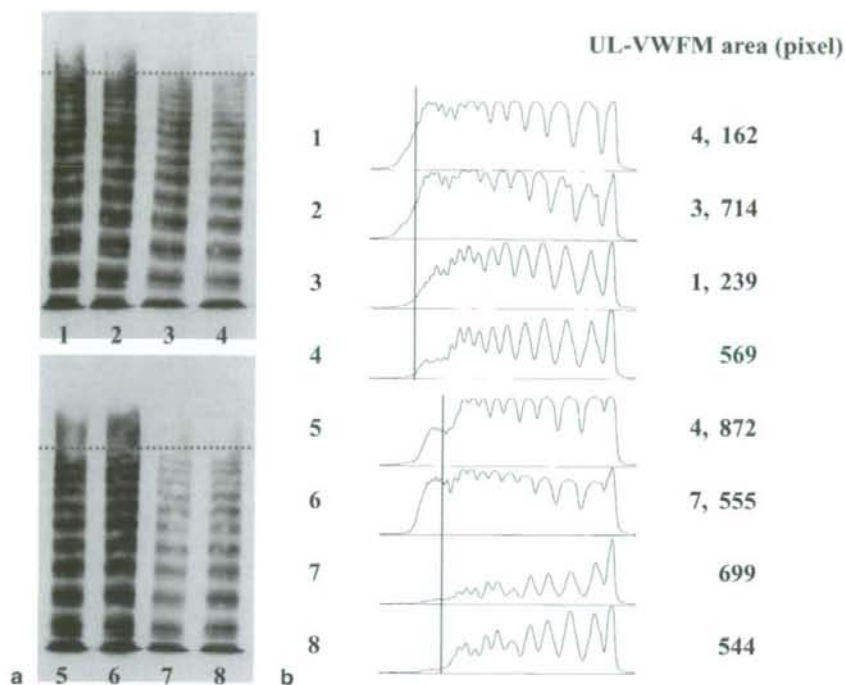 UL-VWFM area (pixel)
1 4, 162
2 3, 714
3 1, 239
4 569
1 2 3 4
5 4, 872
6 7, 555
7 699
8 544
a 5 6 7 8 b